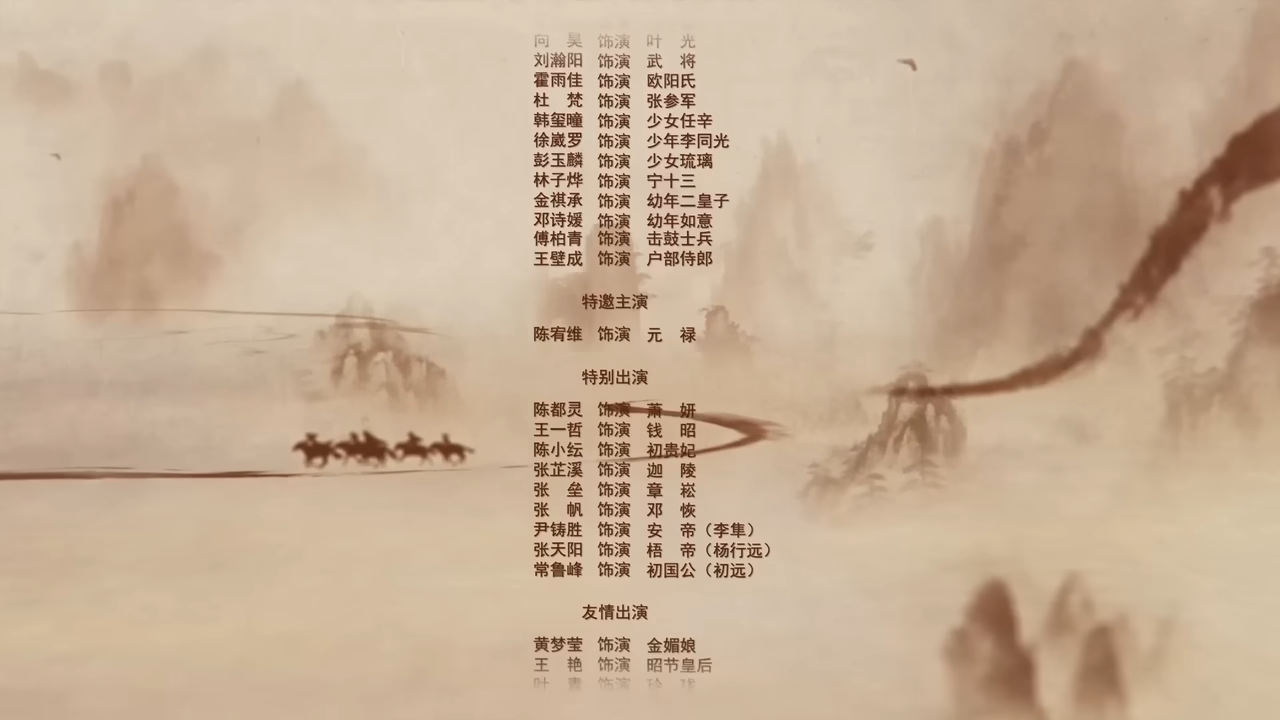 向　昊　饰演　叶　光
刘瀚阳　饰演　武　将
霍雨佳　饰演　欧阳氏
杜　梵　饰演　张参军
韩玺曈　饰演　少女任辛
徐崴罗　饰演　少年李同光
彭玉麟　饰演　少女琉璃
林子烨　饰演　宁十三
金祺承　饰演　幼年二皇子
邓诗媛　饰演　幼年如意
傅柏青　饰演　击鼓士兵
王壁成　饰演　户部侍郎
特邀主演
陈宥维　饰演　元　禄
特别出演
陈都灵　饰演　萧　妍
王一哲　饰演　钱　昭
陈小纭　饰演　初贵妃
张芷溪　饰演　迦　陵
张　垒　饰演　章　崧
张　帆　饰演　邓　恢
尹铸胜　饰演　安　帝（李隼）
张天阳　饰演　梧　帝（杨行远）
常鲁峰　饰演　初国公（初远）
友情出演
黄梦莹　饰演　金媚娘
王　艳　饰演　昭节皇后
叶　青　饰演　玲　珑